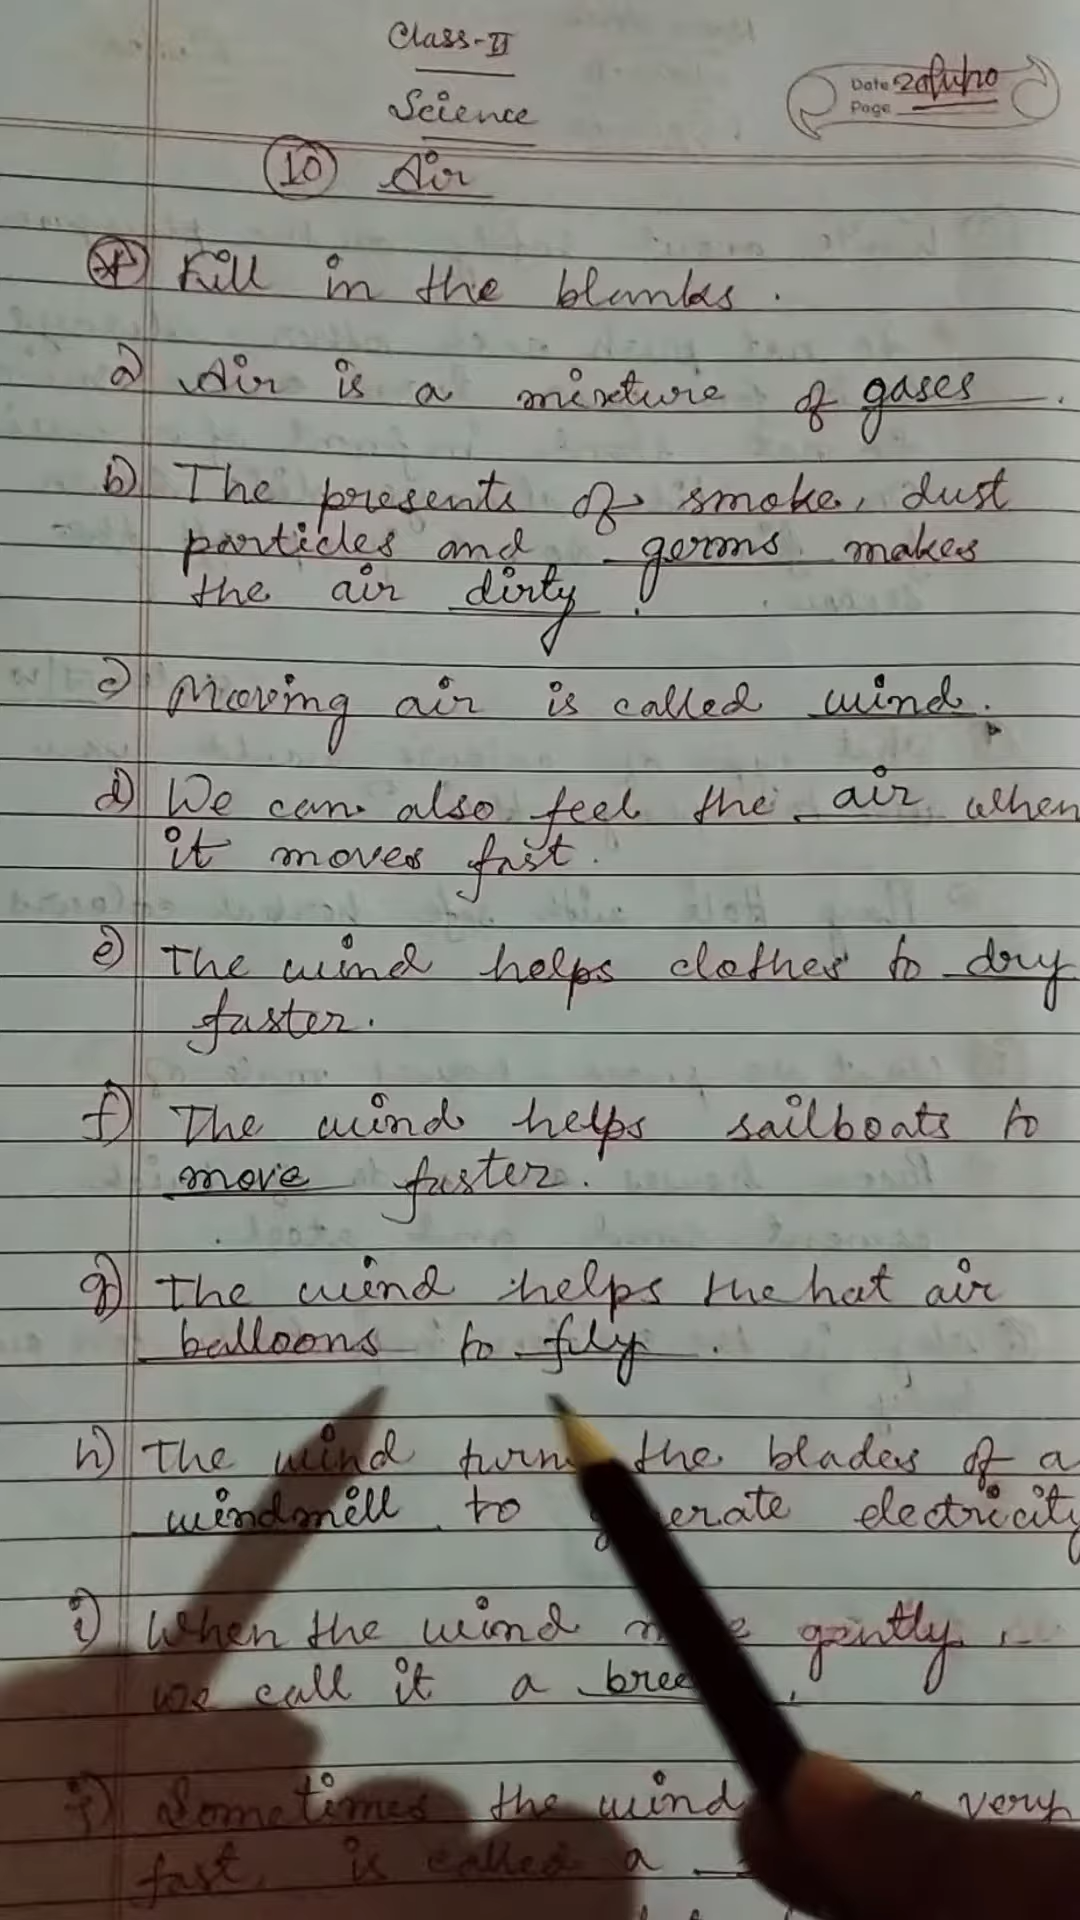 Class-II
Science
Date
Page
10 Air
Fill in the blanks.
a) Air is a mixture of gases.
b) The presents of smoke, dust
particles and germs makes
the air dirty.
c) Moving air is called wind.
d) We can also feel the air when
it moves fast.
e) The wind helps clothes to dry
faster.
f) The wind helps sailboats to
move faster.
g) The wind helps the hat air
balloons to fly.
h) The wind turn the blades of a
windmill to electricity
i) When the wind gently,
we call it a
j) Sometimes the wind very
fast, is called a